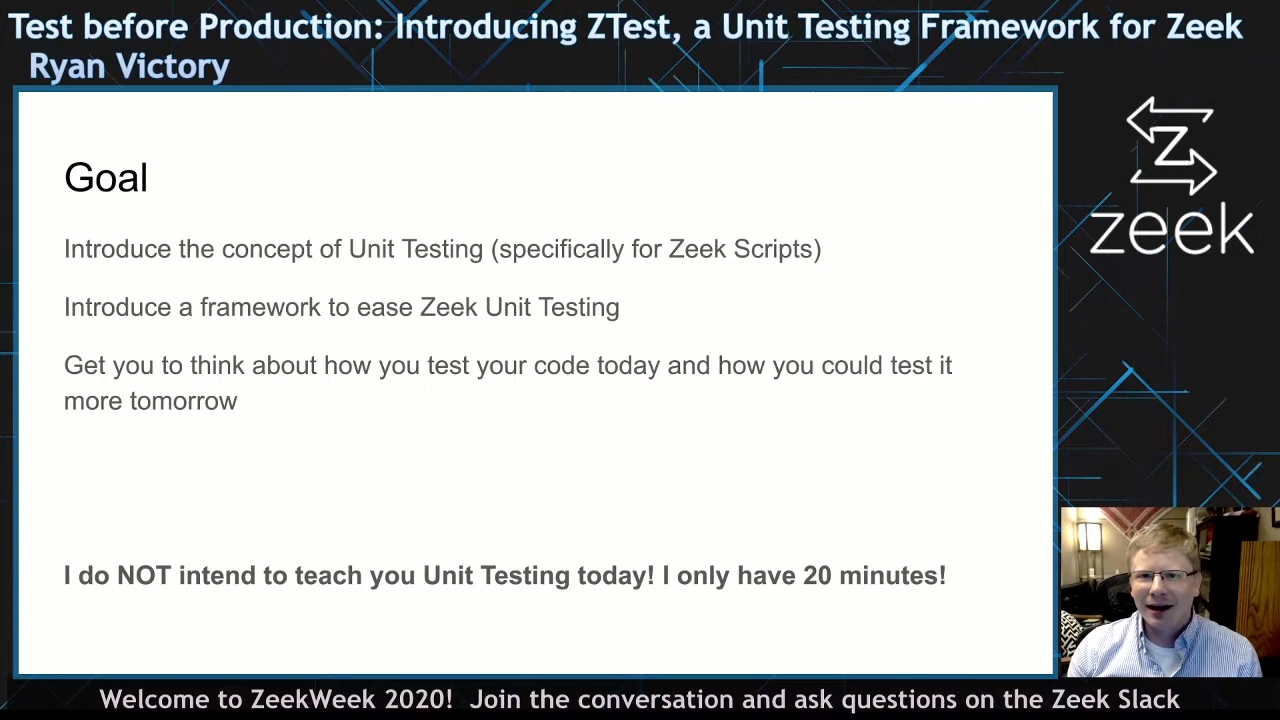 Test before Production: Introducing ZTest, a Unit Testing Framework for Zeek
Ryan Victory
zeek
Goal
Introduce the concept of Unit Testing (specifically for Zeek Scripts)
Introduce a framework to ease Zeek Unit Testing
Get you to think about how you test your code today and how you could test it
more tomorrow
I do NOT intend to teach you Unit Testing today! I only have 20 minutes!
Welcome to ZeekWeek 2020! Join the conversation and ask questions on the Zeek Slack